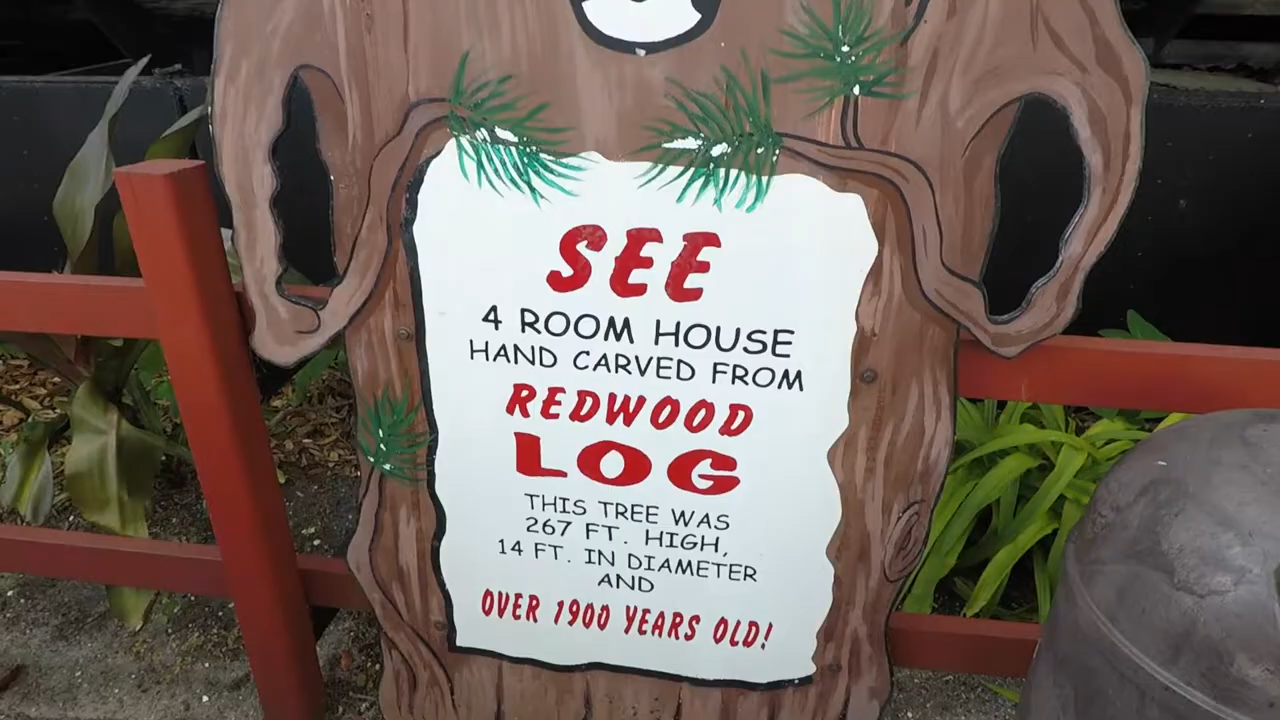 SEE
4 ROOM HOUSE
HAND CARVED FROM
REDWOOD
LOG
THIS TREE WAS
267 FT. HIGH,
14 FT. IN DIAMETER
AND
OVER 1900 YEARS OLD!